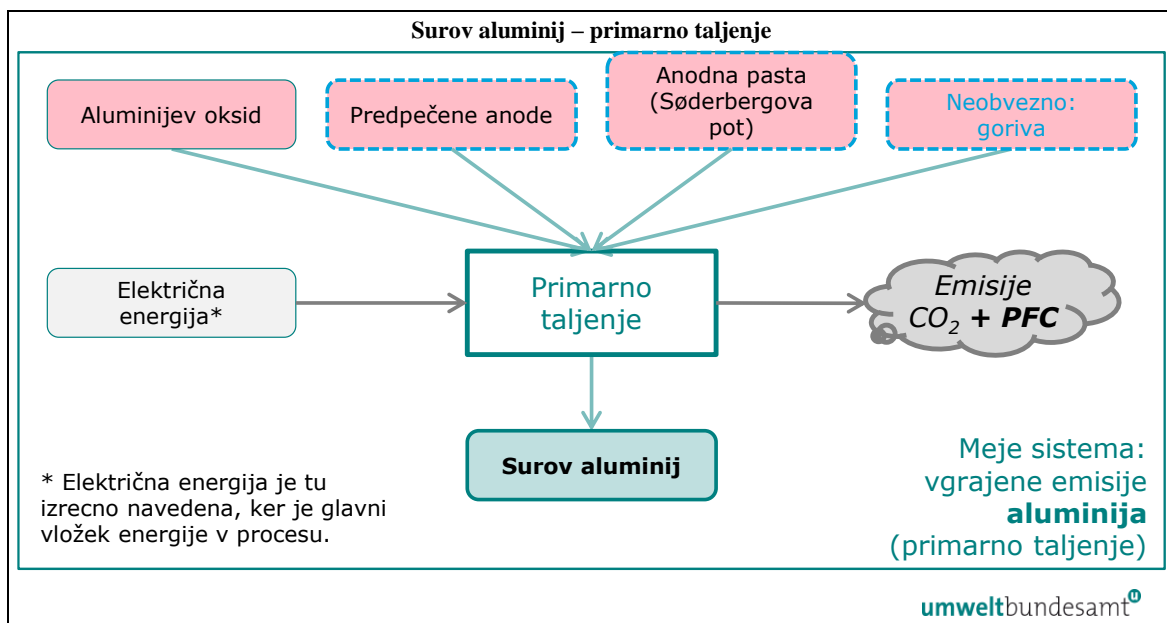 Surov aluminij – primarno taljenje
Aluminijev oksid
Predpečene anode
Anodna pasta
(Søderbergova
pot)
Neobvezno:
goriva
Električna
energija*
Primarno
taljenje
Emisije
CO₂ + PFC
Surov aluminij
* Električna energija je tu
izrecno navedena, ker je glavni
vložek energije v procesu.
Meje sistema:
vgrajene emisije
aluminija
(primarno taljenje)
umweltbundesamt u